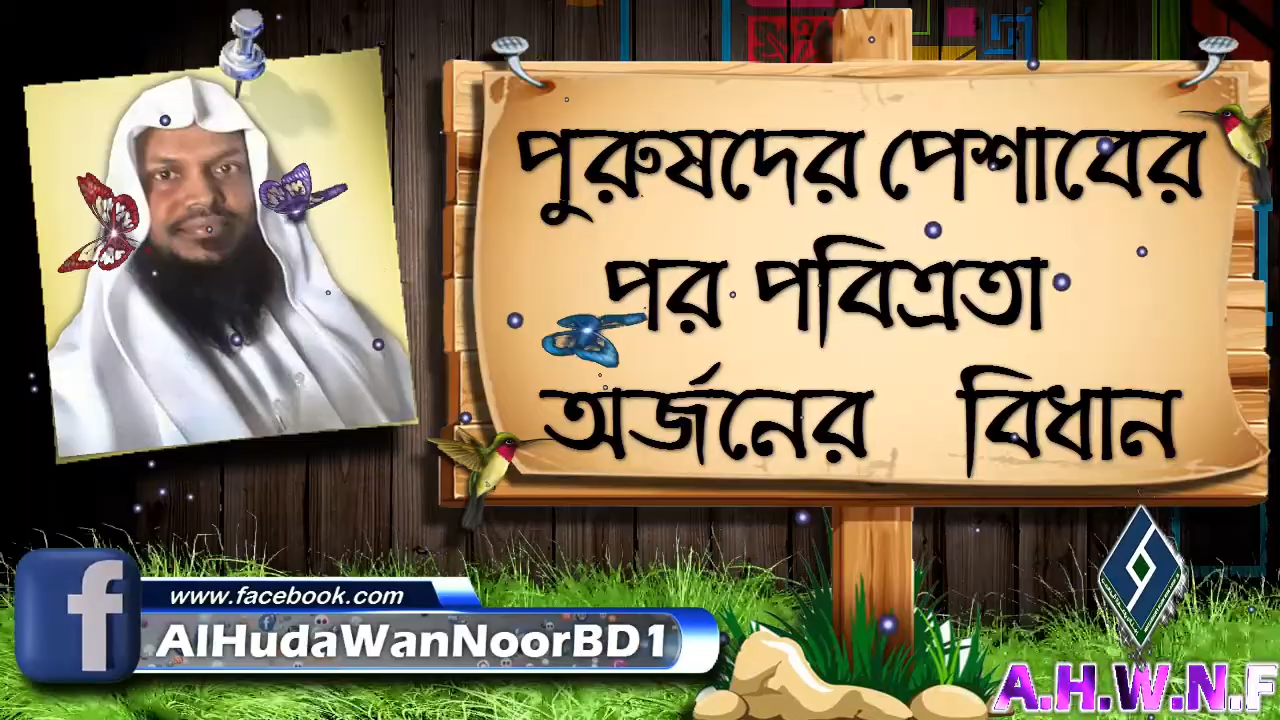 পুরুষদের পেশাবের
পর পবিত্রতা
অর্জনের বিধান
www.facebook.com
AlHudaWanNoorBD1
A.H.W.N.F